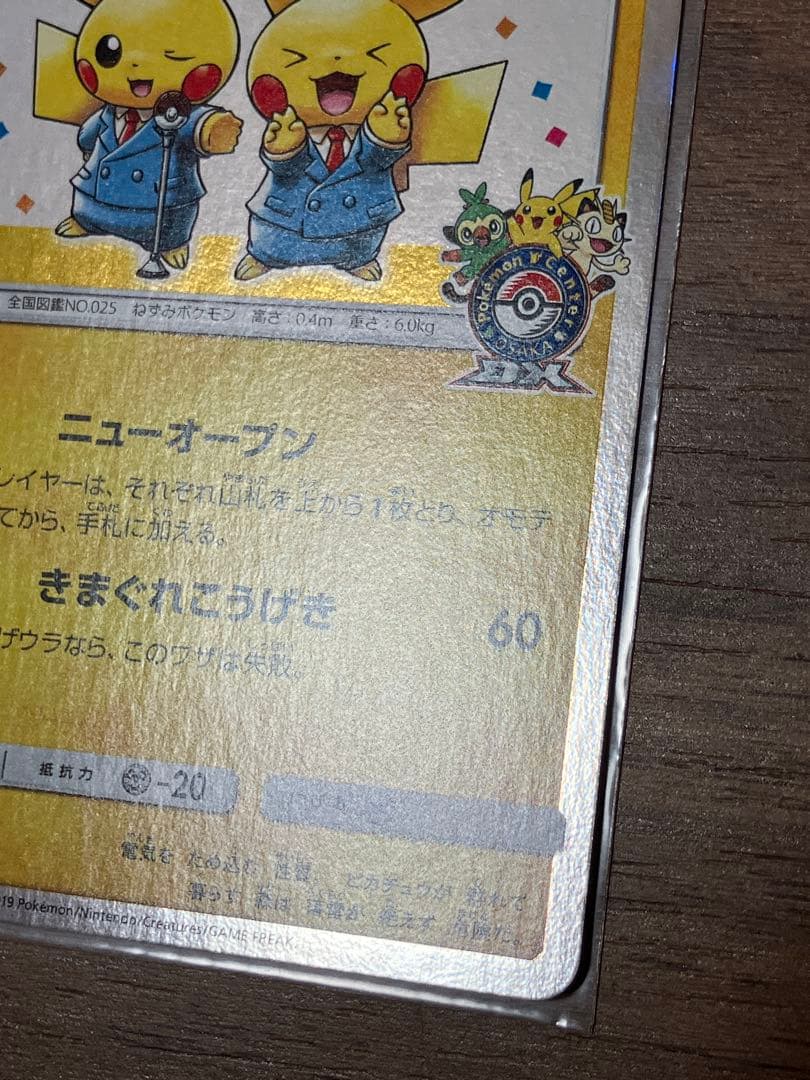 Pokémon Center
OSAKA
DX
全国図鑑NO.025 ねずみポケモン 高さ:0.4m 重さ:6.0kg
ニューオープン
レイヤーは、それぞれ山札を上から1枚とり、オモテ
てから、手札に加える。
きまぐれこうげき 60
ウラなら、このワザは失敗。
抵抗力 -20
電気を ため込む 性質。 ピカチュウが 群れで
暮らす 森は 落雷が 絶えず 危険だ。
19 Pokémon/Nintendo/Creatures/GAME FREAK.